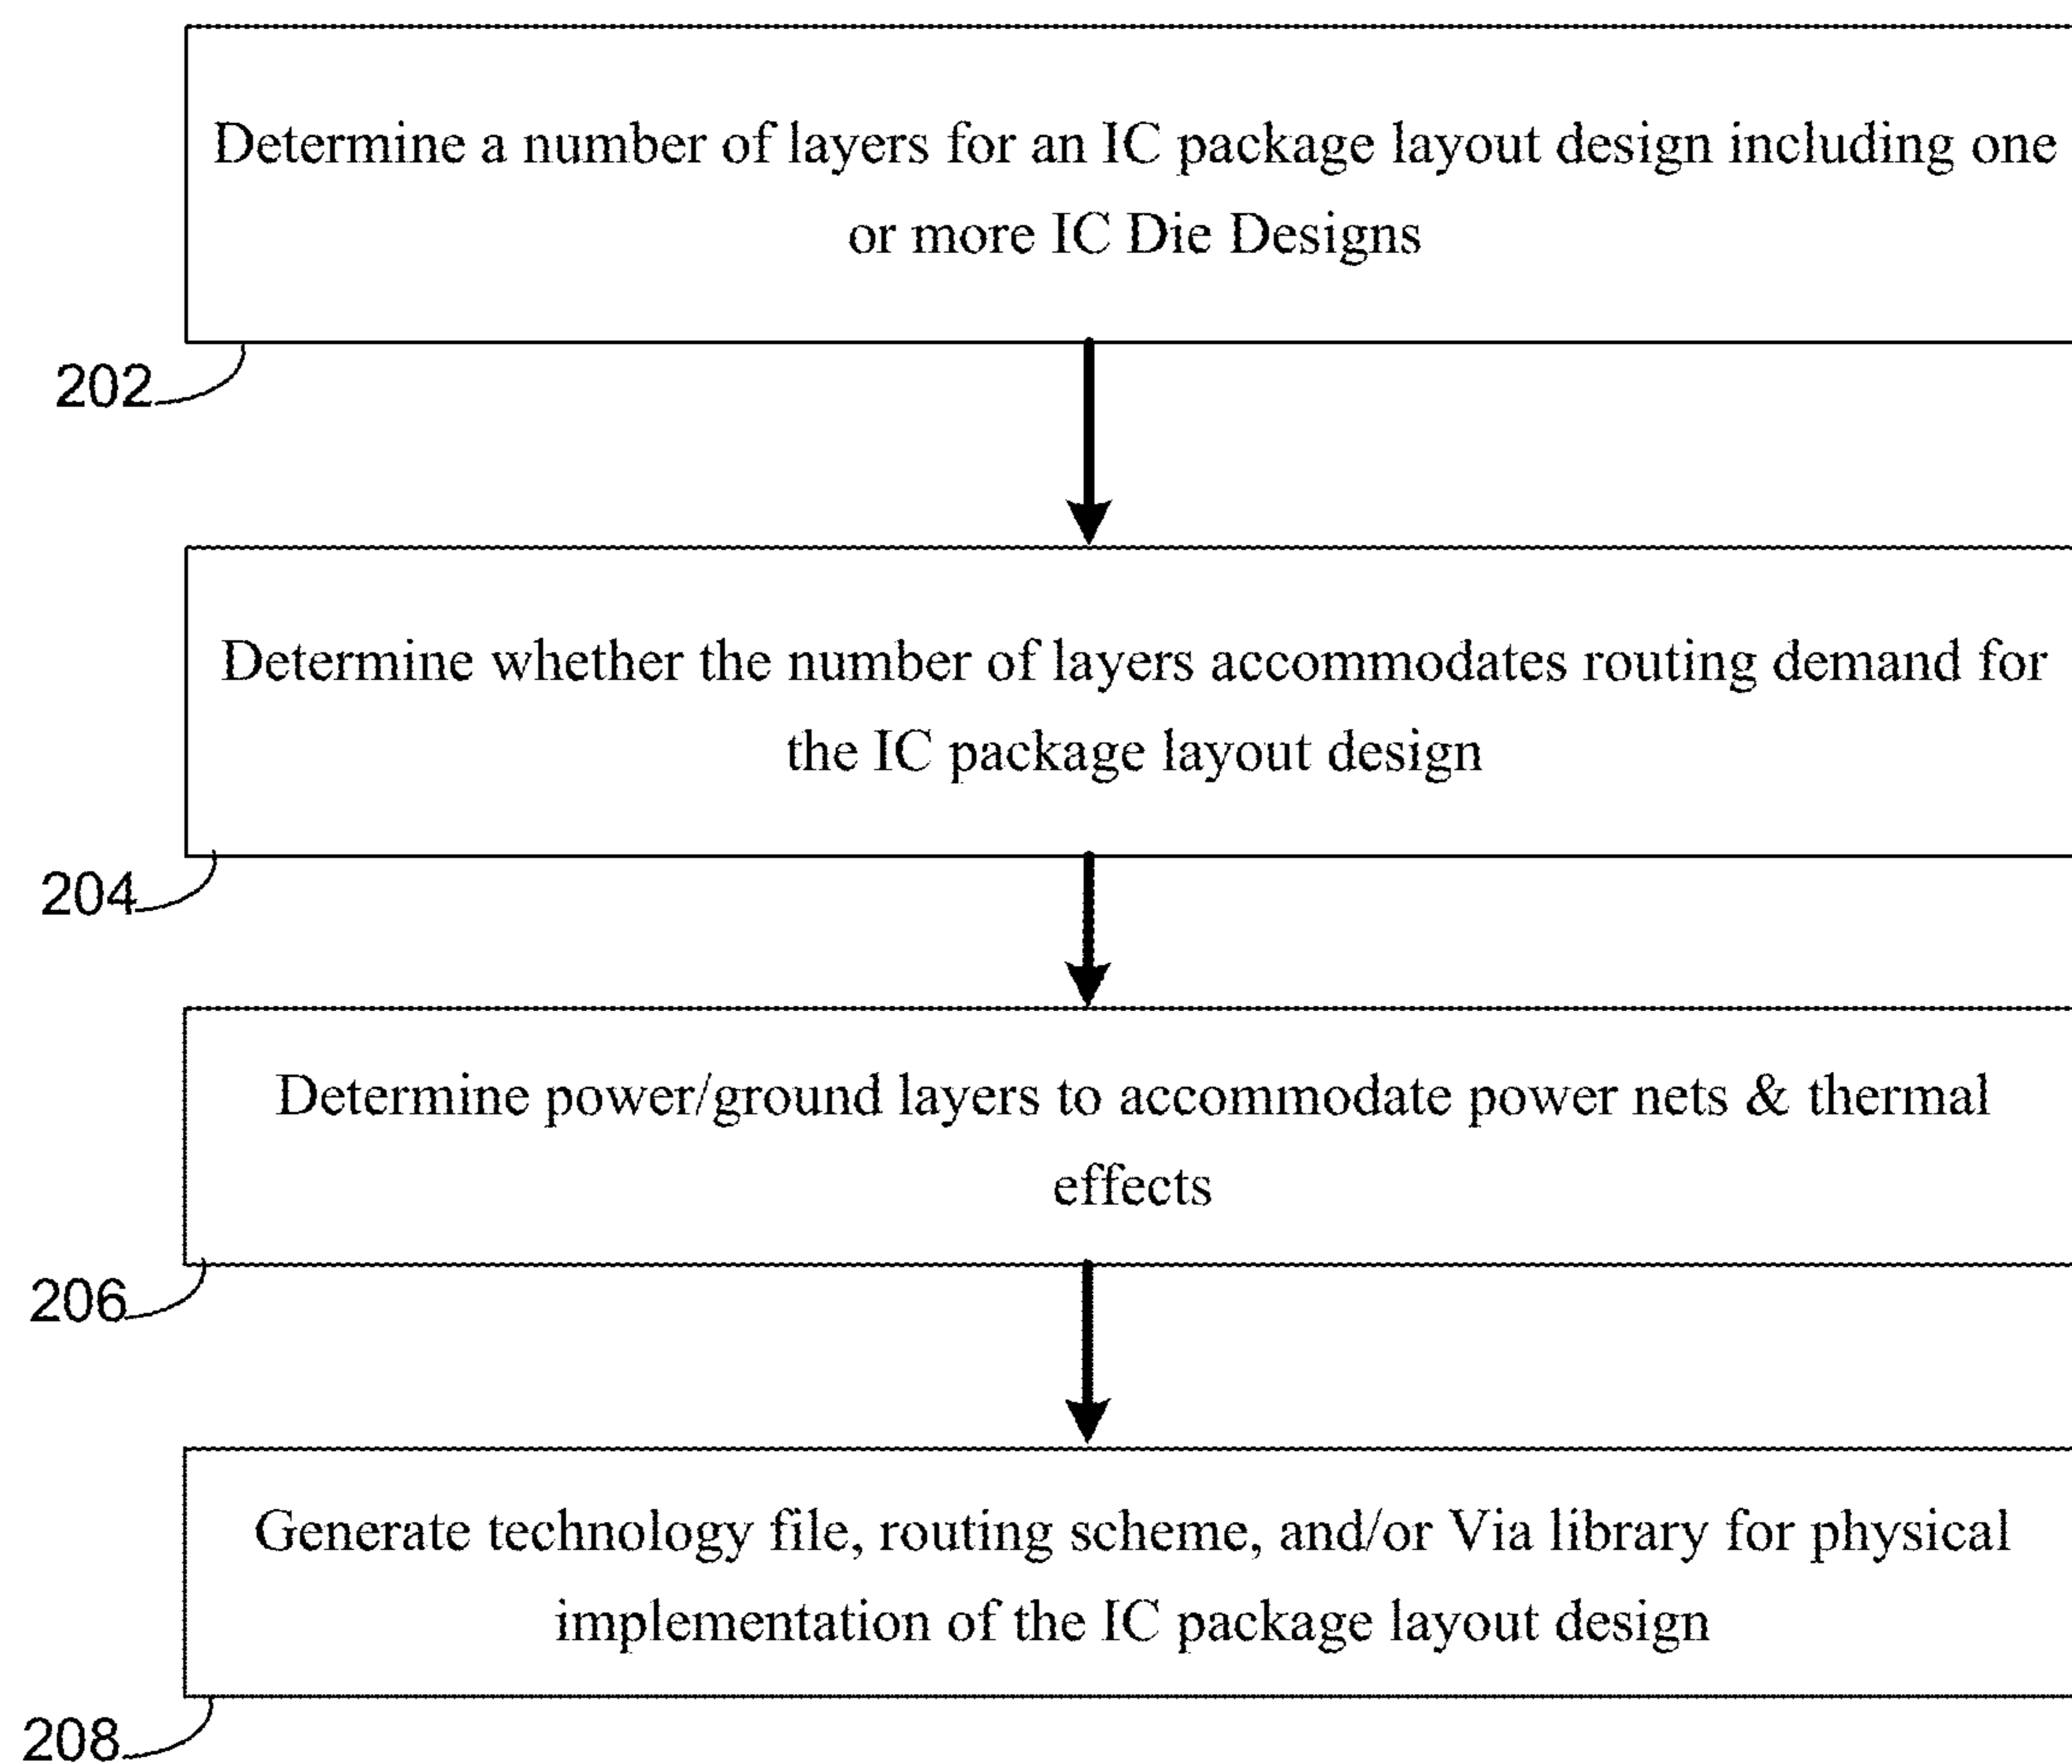 Determine a number of layers for an IC package layout design including one
or more IC Die Designs
202
Determine whether the number of layers accommodates routing demand for
the IC package layout design
204
Determine power/ground layers to accommodate power nets & thermal
effects
206
Generate technology file, routing scheme, and/or Via library for physical
implementation of the IC package layout design
208